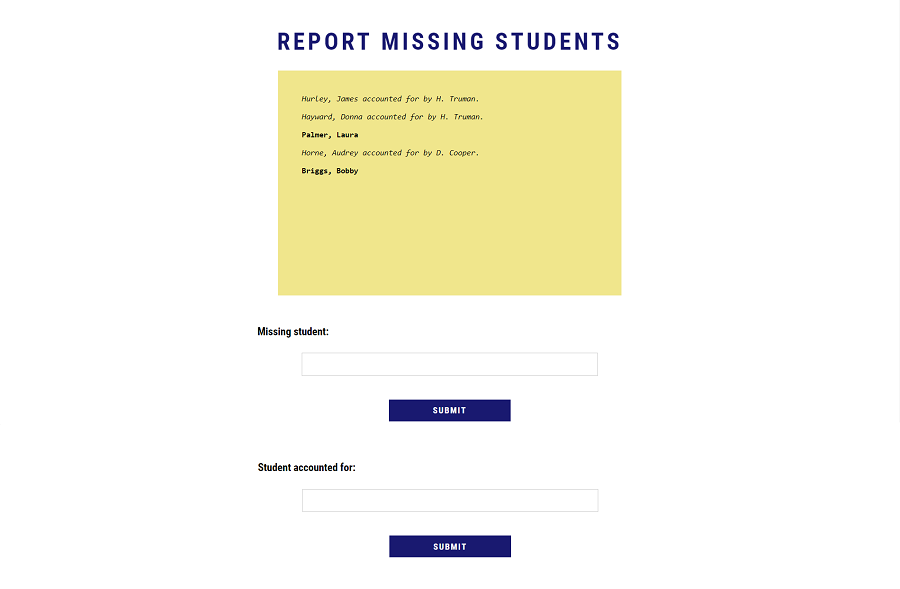 REPORT MISSING STUDENTS
Hurley, James accounted for by H. Truman.
Hayward, Donna accounted for by H. Truman.
Palmer, Laura
Horne, Audrey accounted for by D. Cooper.
Briggs, Bobby
Missing student:
SUBMIT
Student accounted for:
SUBMIT